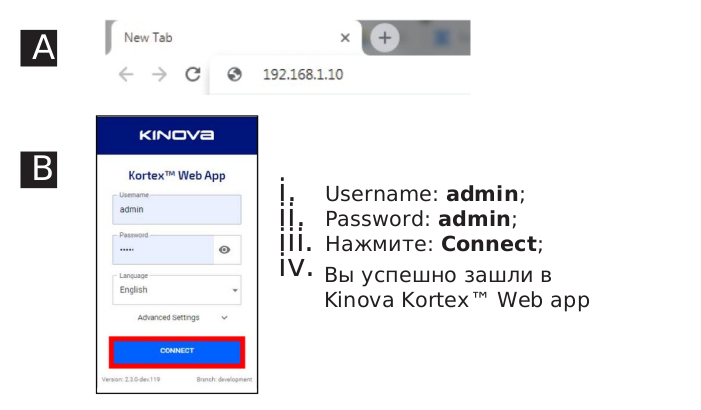 A
New Tab
192.168.1.10
B
KINOVA
Kortex™ Web App
Username
admin
Password
•••••
Language
English
Advanced Settings
CONNECT
Version: 2.3.0-dev.119 Branch: development
i. Username: admin;
ii. Password: admin;
iii. Нажмите: Connect;
iv. Вы успешно зашли в
Kinova Kortex™ Web app